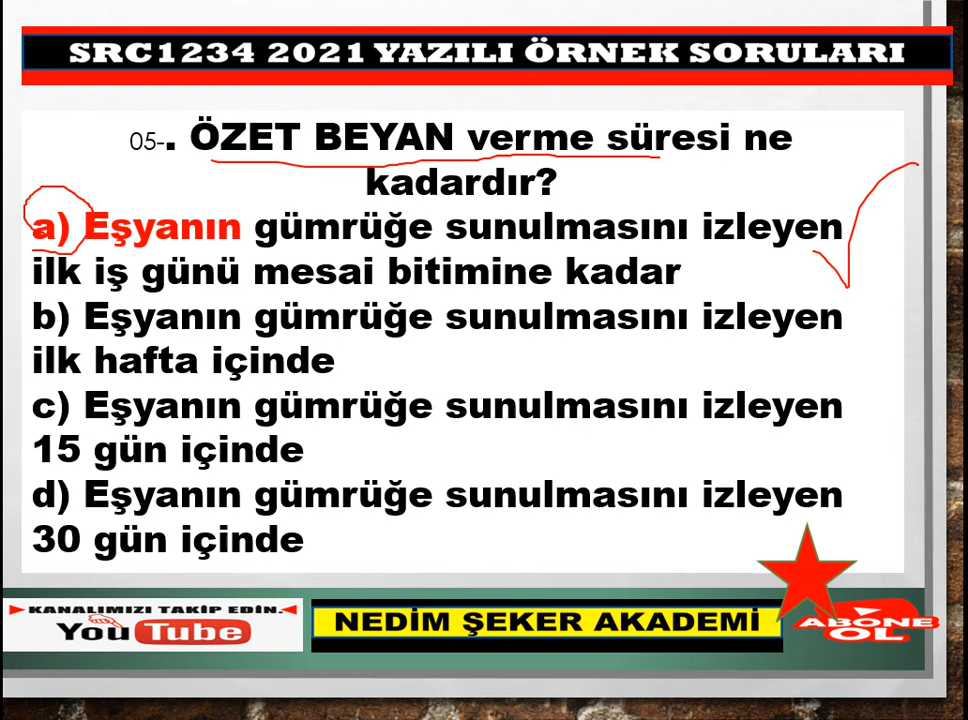 SRC1234 2021 YAZILI ÖRNEK SORULARI
05-. ÖZET BEYAN verme süresi ne
kadardır?
a) Eşyanın gümrüğe sunulmasını izleyen
ilk iş günü mesai bitimine kadar
b) Eşyanın gümrüğe sunulmasını izleyen
ilk hafta içinde
c) Eşyanın gümrüğe sunulmasını izleyen
15 gün içinde
d) Eşyanın gümrüğe sunulmasını izleyen
30 gün içinde
KANALIMIZI TAKİP EDİN.
You Tube
NEDİM ŞEKER AKADEMİ
ABONE
OL